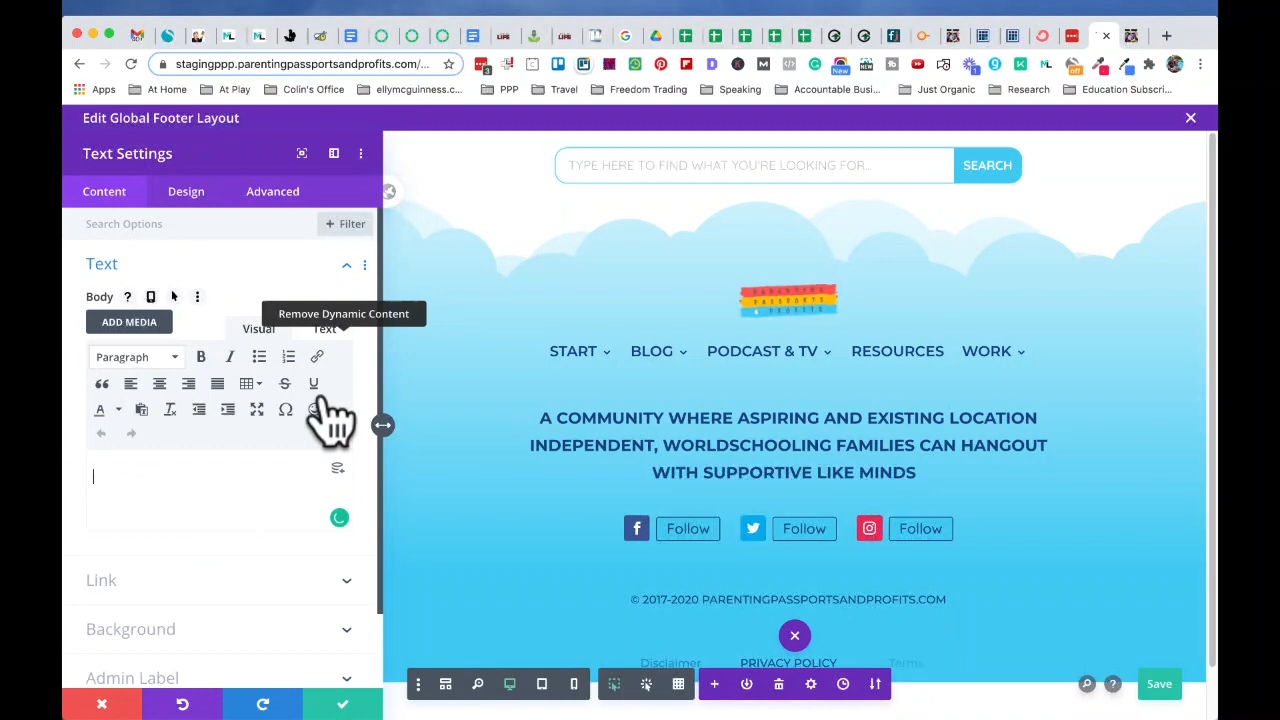 stagingppp.parentingpassportsandprofits.com/...
Apps
At Home
At Play
Colin's Office
ellymcguinness.c...
PPP
Travel
Freedom Trading
Speaking
Accountable Busi...
Just Organic
Research
Education Subscri...
Edit Global Footer Layout
Text Settings
Content
Design
Advanced
Search Options
+ Filter
Text
Body
Remove Dynamic Content
ADD MEDIA
Visual
Text
Paragraph
B
I
U
A
Link
Background
Admin Label
TYPE HERE TO FIND WHAT YOU'RE LOOKING FOR...
SEARCH
PARENTING
PASSPORTS
& PROFITS
START
BLOG
PODCAST & TV
RESOURCES
WORK
A COMMUNITY WHERE ASPIRING AND EXISTING LOCATION
INDEPENDENT, WORLDSCHOOLING FAMILIES CAN HANGOUT
WITH SUPPORTIVE LIKE MINDS
Follow
Follow
Follow
© 2017-2020 PARENTINGPASSPORTSANDPROFITS.COM
Disclaimer
PRIVACY POLICY
Terms
Save